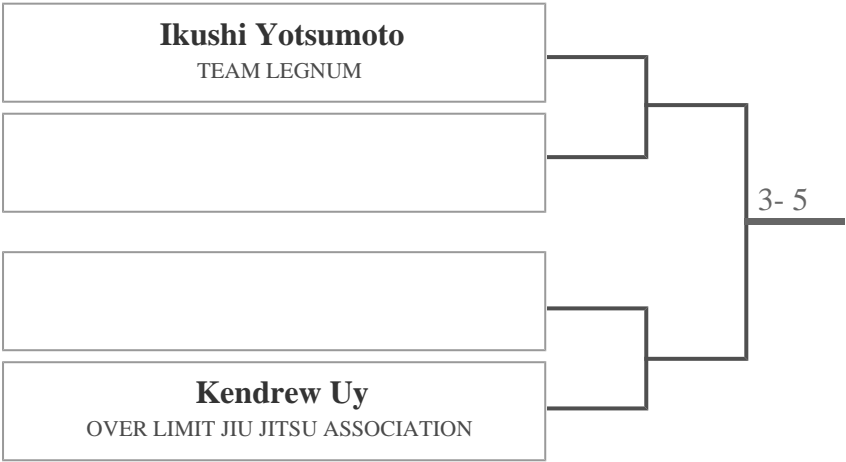 Ikushi Yotsumoto
TEAM LEGNUM
3- 5
Kendrew Uy
OVER LIMIT JIU JITSU ASSOCIATION